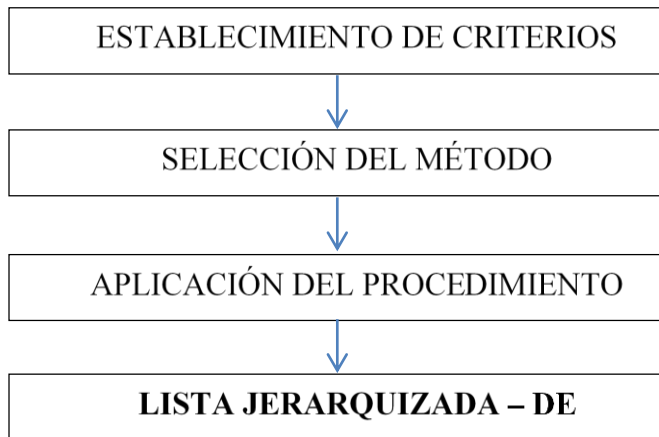 ESTABLECIMIENTO DE CRITERIOS
SELECCIÓN DEL MÉTODO
APLICACIÓN DEL PROCEDIMIENTO
LISTA JERARQUIZADA – DE